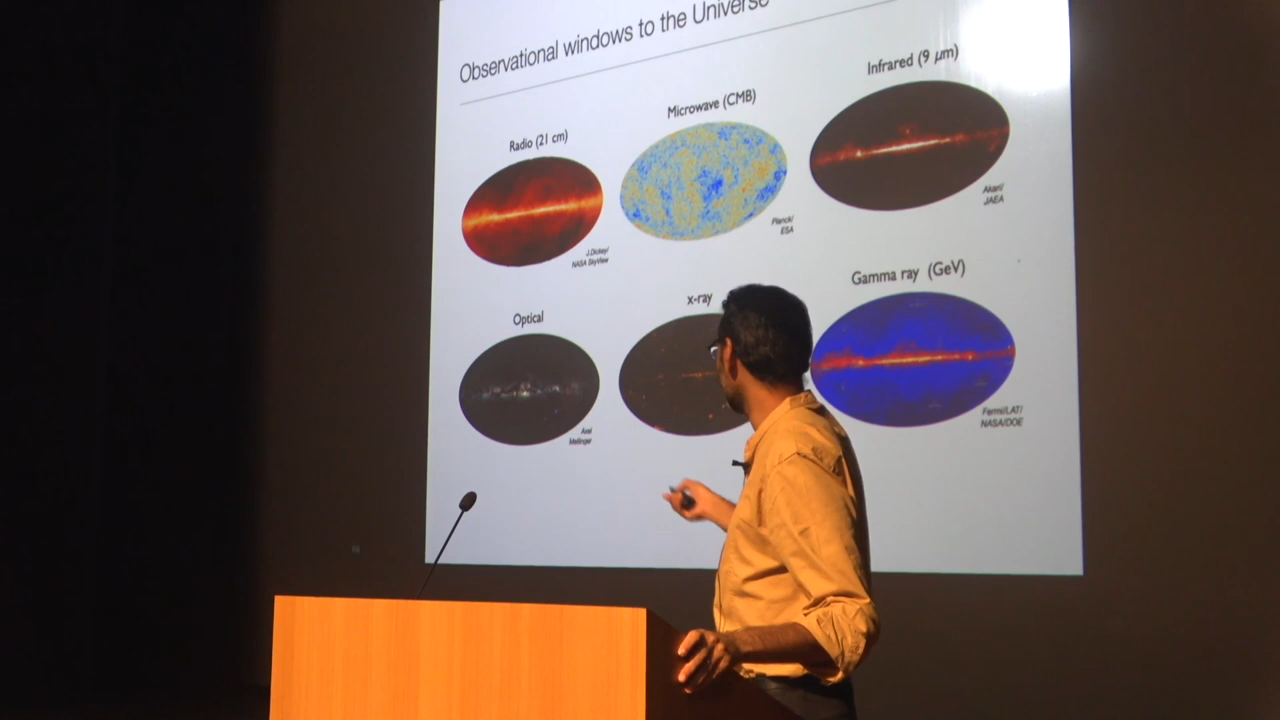 Observational windows to the Universe
Radio (21 cm)
J.Dickey/
NASA SkyView
Microwave (CMB)
Planck/
ESA
Infrared (9 µm)
Akari/
JAEA
Optical
Axel
Mellinger
x-ray
Gamma ray (GeV)
Fermi/LAT/
NASA/DOE